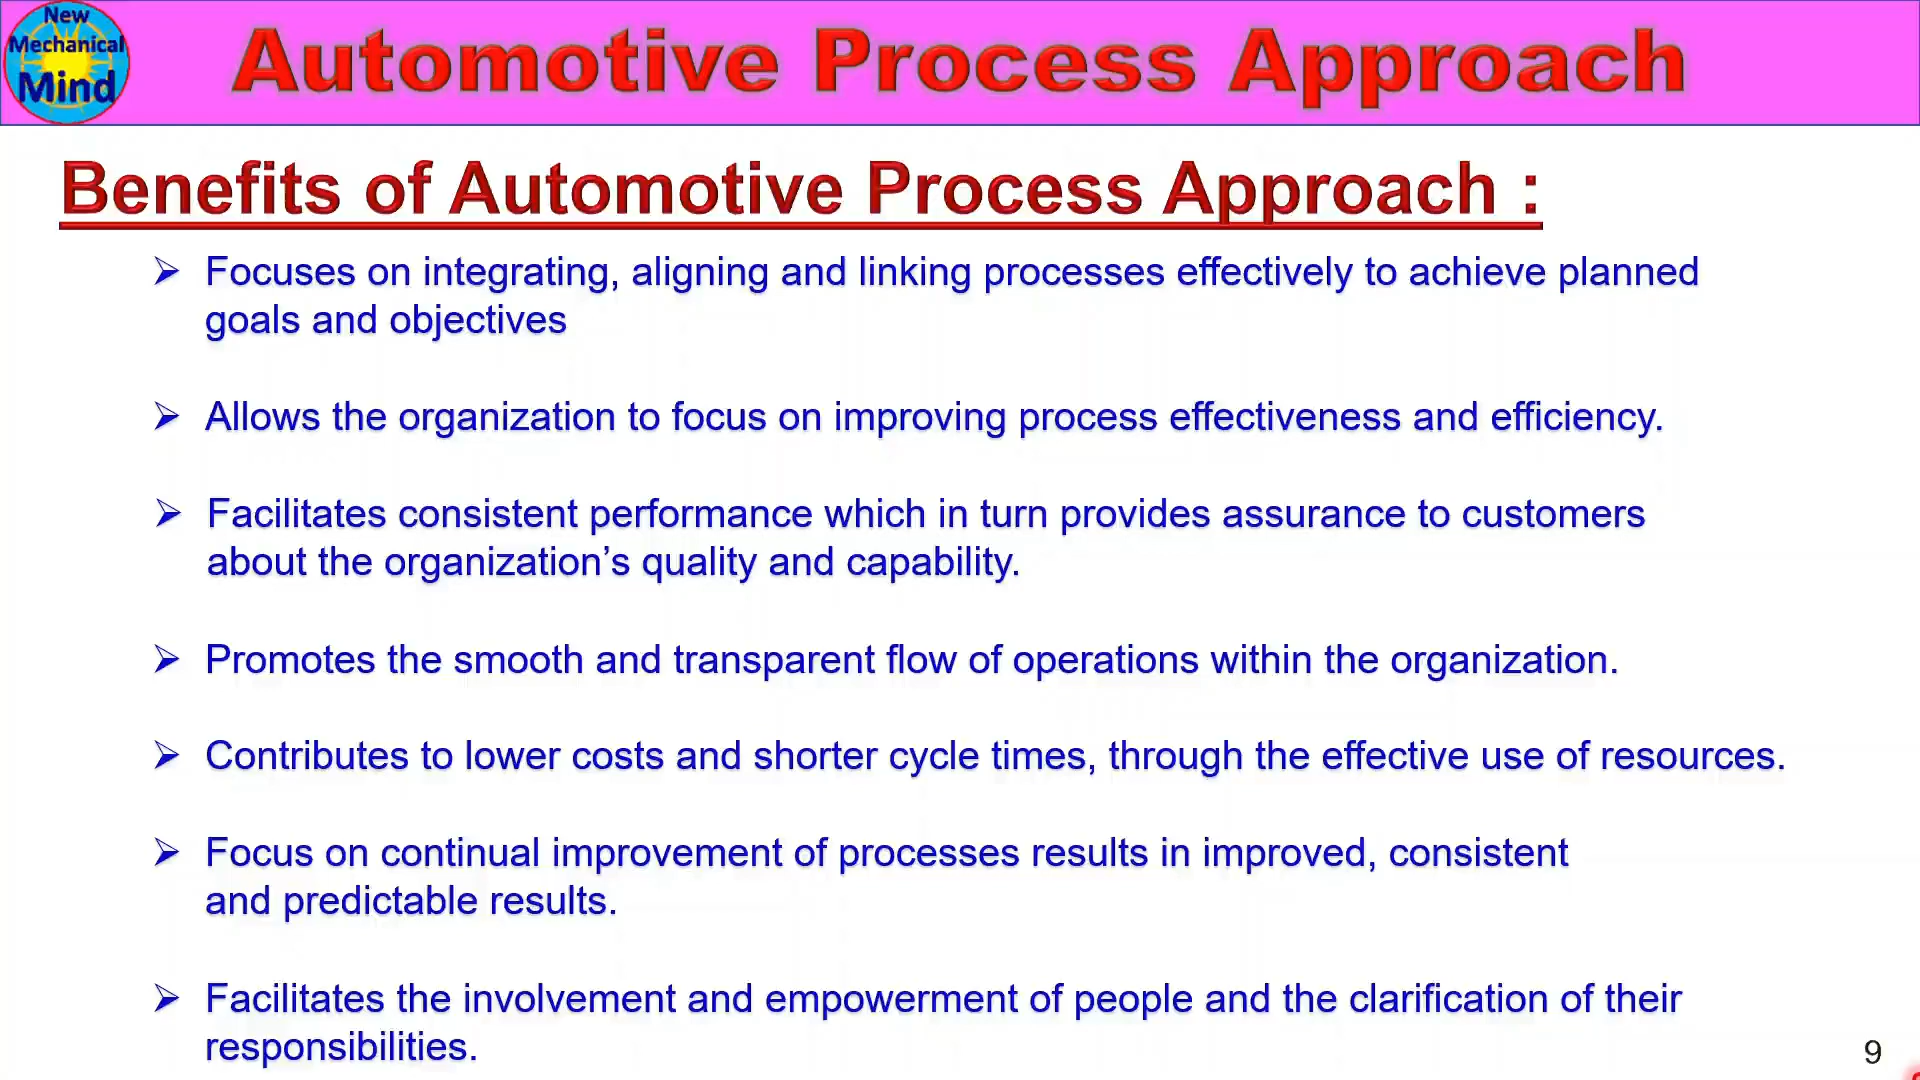 New
Mechanical
Mind
Automotive Process Approach
Benefits of Automotive Process Approach :
➢ Focuses on integrating, aligning and linking processes effectively to achieve planned
goals and objectives
➢ Allows the organization to focus on improving process effectiveness and efficiency.
➢ Facilitates consistent performance which in turn provides assurance to customers
about the organization’s quality and capability.
➢ Promotes the smooth and transparent flow of operations within the organization.
➢ Contributes to lower costs and shorter cycle times, through the effective use of resources.
➢ Focus on continual improvement of processes results in improved, consistent
and predictable results.
➢ Facilitates the involvement and empowerment of people and the clarification of their
responsibilities.
9